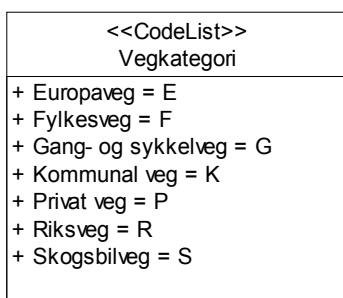 <<CodeList>>
Vegkategori
+ Europaveg = E
+ Fylkesveg = F
+ Gang- og sykkelveg = G
+ Kommunal veg = K
+ Privat veg = P
+ Riksveg = R
+ Skogsbilveg = S